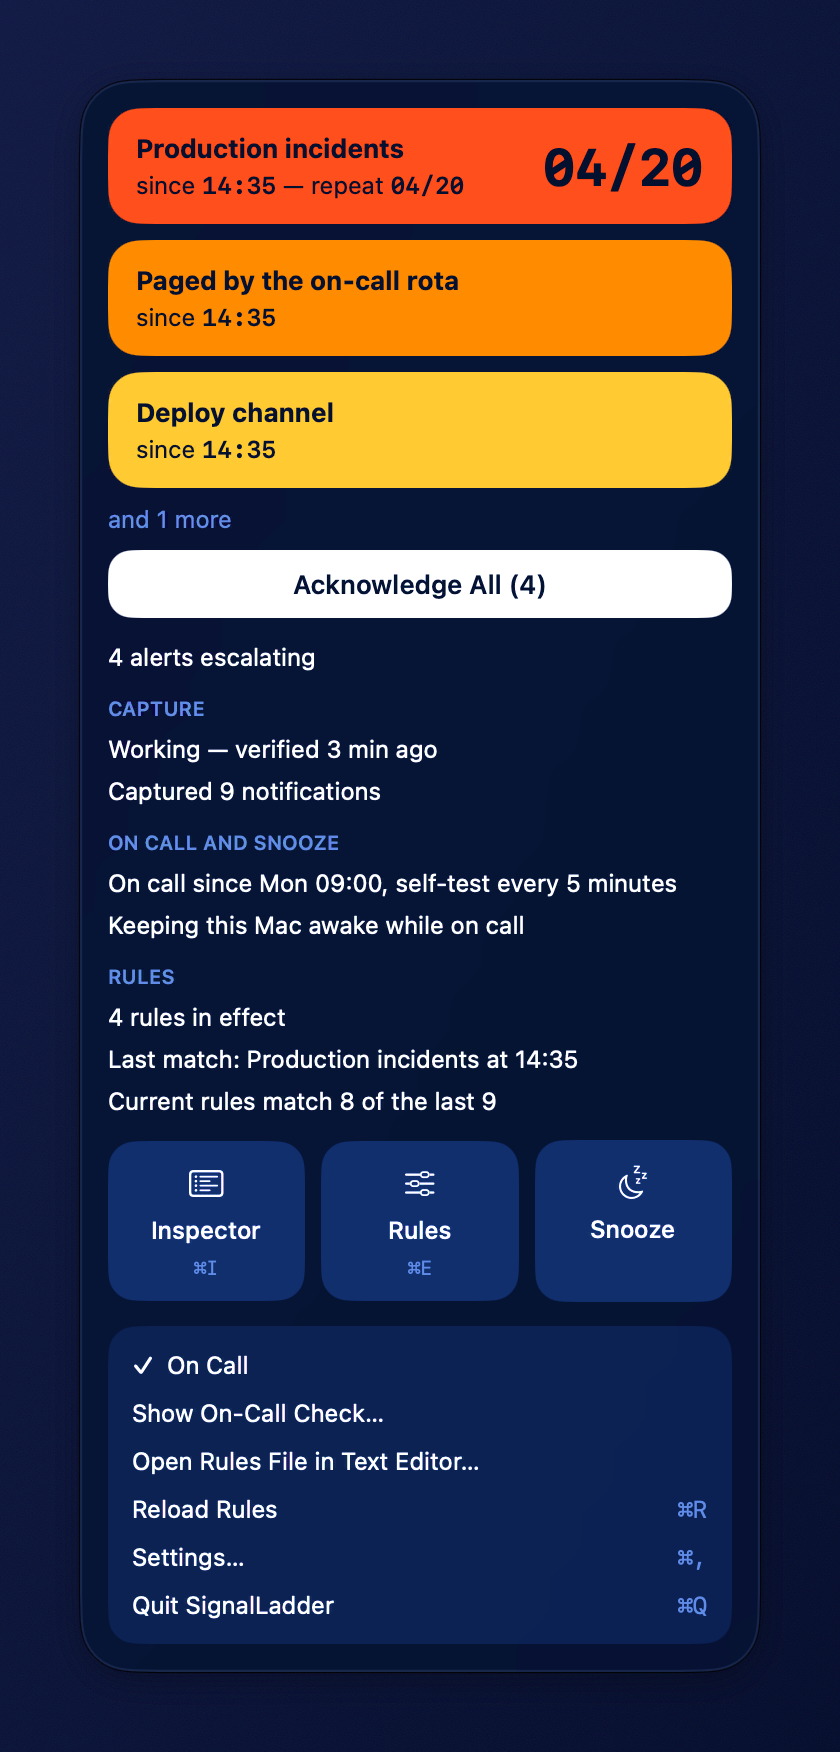 Production incidents
since 14:35 — repeat 04/20
04/20
Paged by the on-call rota
since 14:35
Deploy channel
since 14:35
and 1 more
Acknowledge All (4)
4 alerts escalating
CAPTURE
Working — verified 3 min ago
Captured 9 notifications
ON CALL AND SNOOZE
On call since Mon 09:00, self-test every 5 minutes
Keeping this Mac awake while on call
RULES
4 rules in effect
Last match: Production incidents at 14:35
Current rules match 8 of the last 9
Inspector
⌘I
Rules
⌘E
Snooze
✓ On Call
Show On-Call Check...
Open Rules File in Text Editor...
Reload Rules ⌘R
Settings... ⌘,
Quit SignalLadder ⌘Q